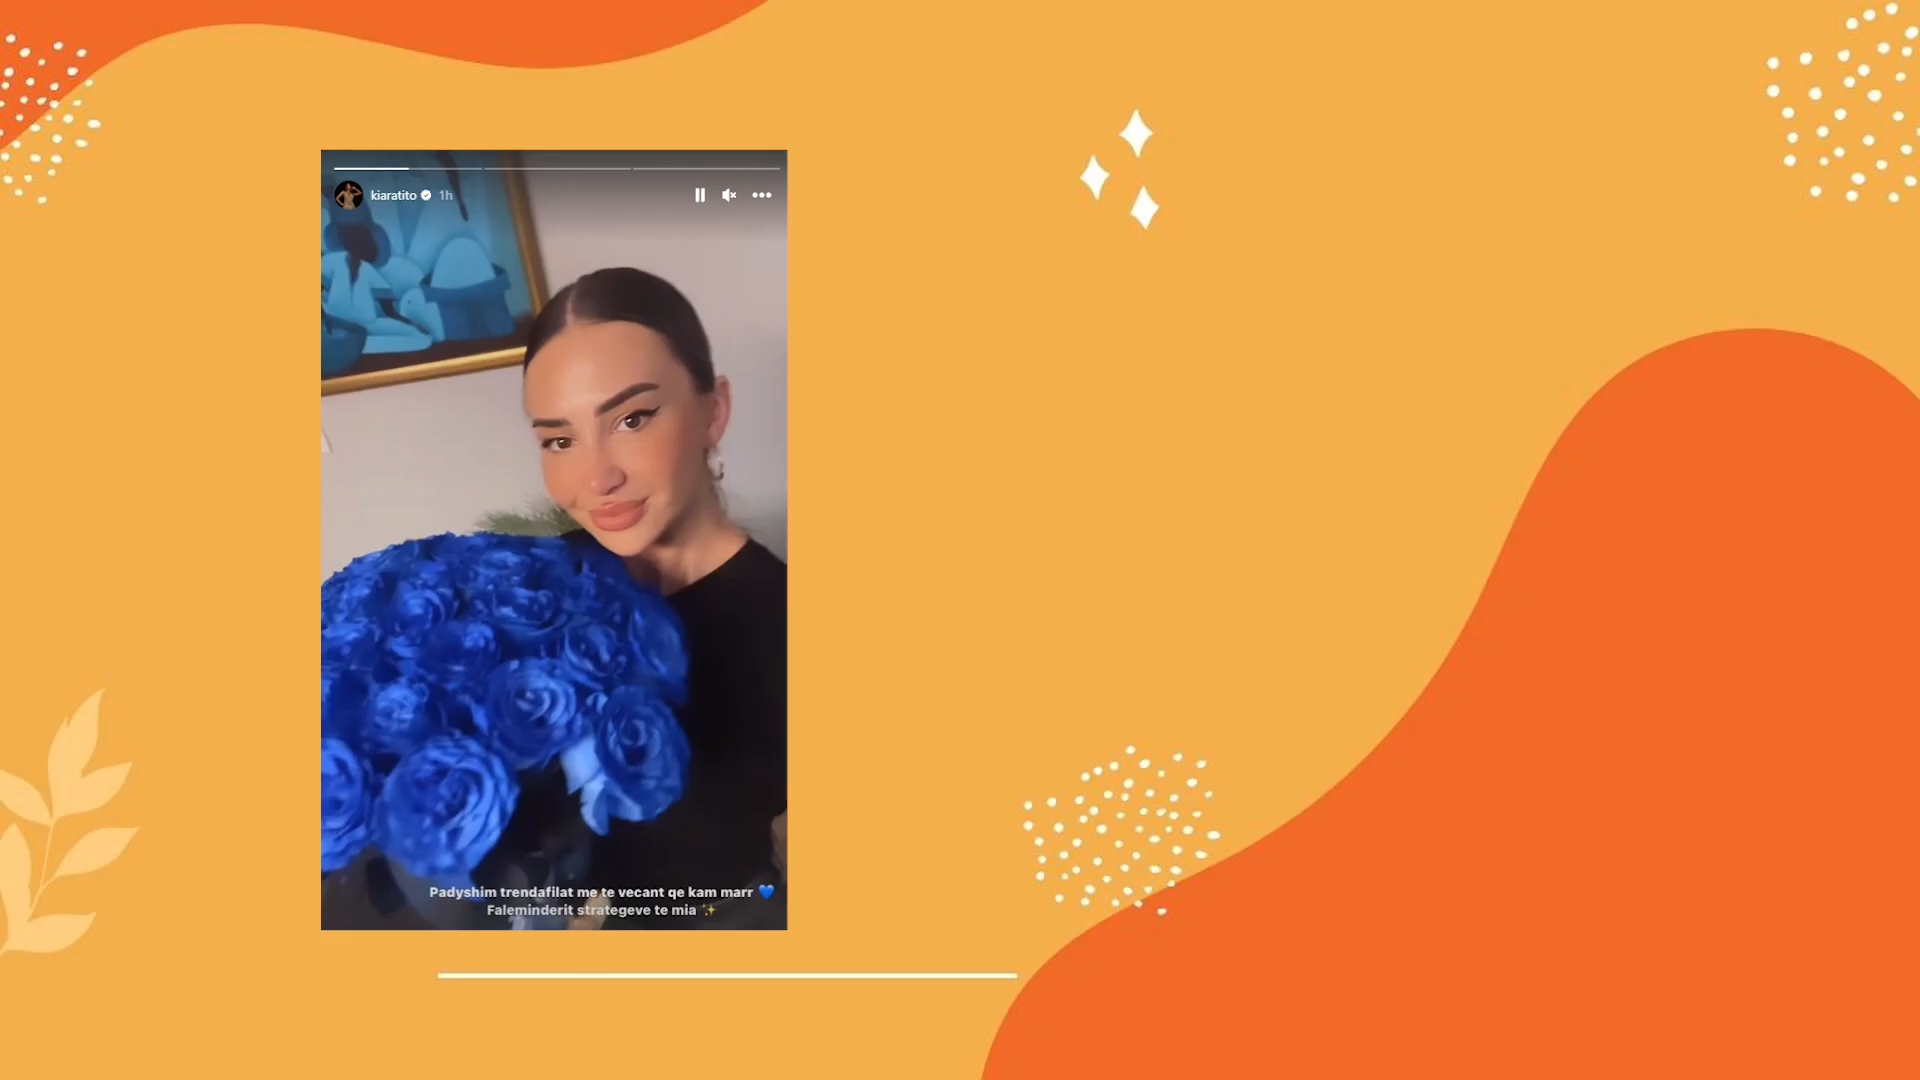 kiaratito 1h
Padyshim trendafilat me te vecant qe kam marr 💙
Faleminderit strategeve te mia ✨